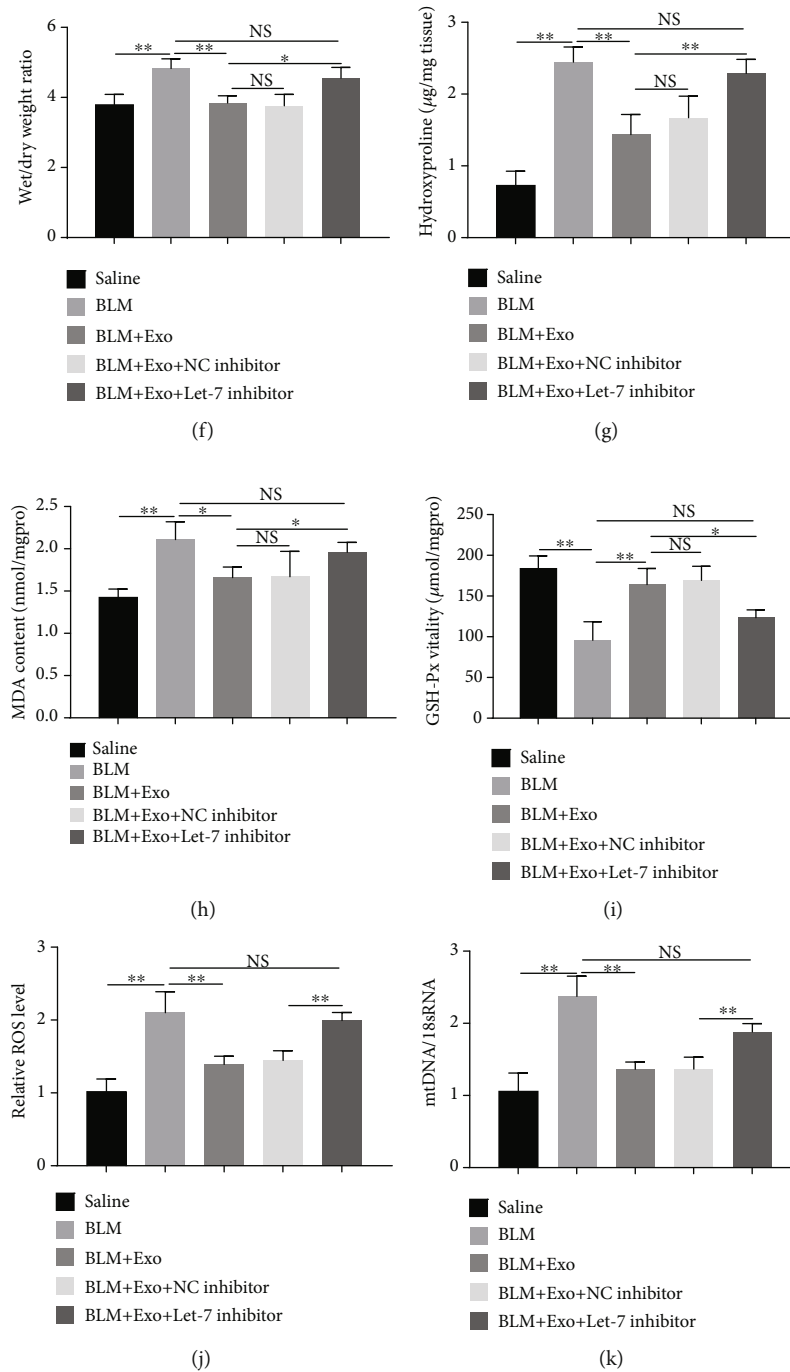 NS
** ** *
NS
6
4
2
0
Wet/dry weight ratio
Saline
BLM
BLM+Exo
BLM+Exo+NC inhibitor
BLM+Exo+Let-7 inhibitor
(f)
NS
** ** **
NS
3
2
1
0
Hydroxyproline (μg/mg tissue)
Saline
BLM
BLM+Exo
BLM+Exo+NC inhibitor
BLM+Exo+Let-7 inhibitor
(g)
NS
** * *
NS
2.5
2.0
1.5
1.0
0.5
0.0
MDA content (nmol/mgpro)
Saline
BLM
BLM+Exo
BLM+Exo+NC inhibitor
BLM+Exo+Let-7 inhibitor
(h)
NS
*
** ** NS
250
200
150
100
50
0
GSH-Px vitality (μmol/mgpro)
Saline
BLM
BLM+Exo
BLM+Exo+NC inhibitor
BLM+Exo+Let-7 inhibitor
(i)
NS
** ** **
3
2
1
0
Relative ROS level
Saline
BLM
BLM+Exo
BLM+Exo+NC inhibitor
BLM+Exo+Let-7 inhibitor
(j)
NS
** ** **
3
2
1
0
mtDNA/18sRNA
Saline
BLM
BLM+Exo
BLM+Exo+NC inhibitor
BLM+Exo+Let-7 inhibitor
(k)